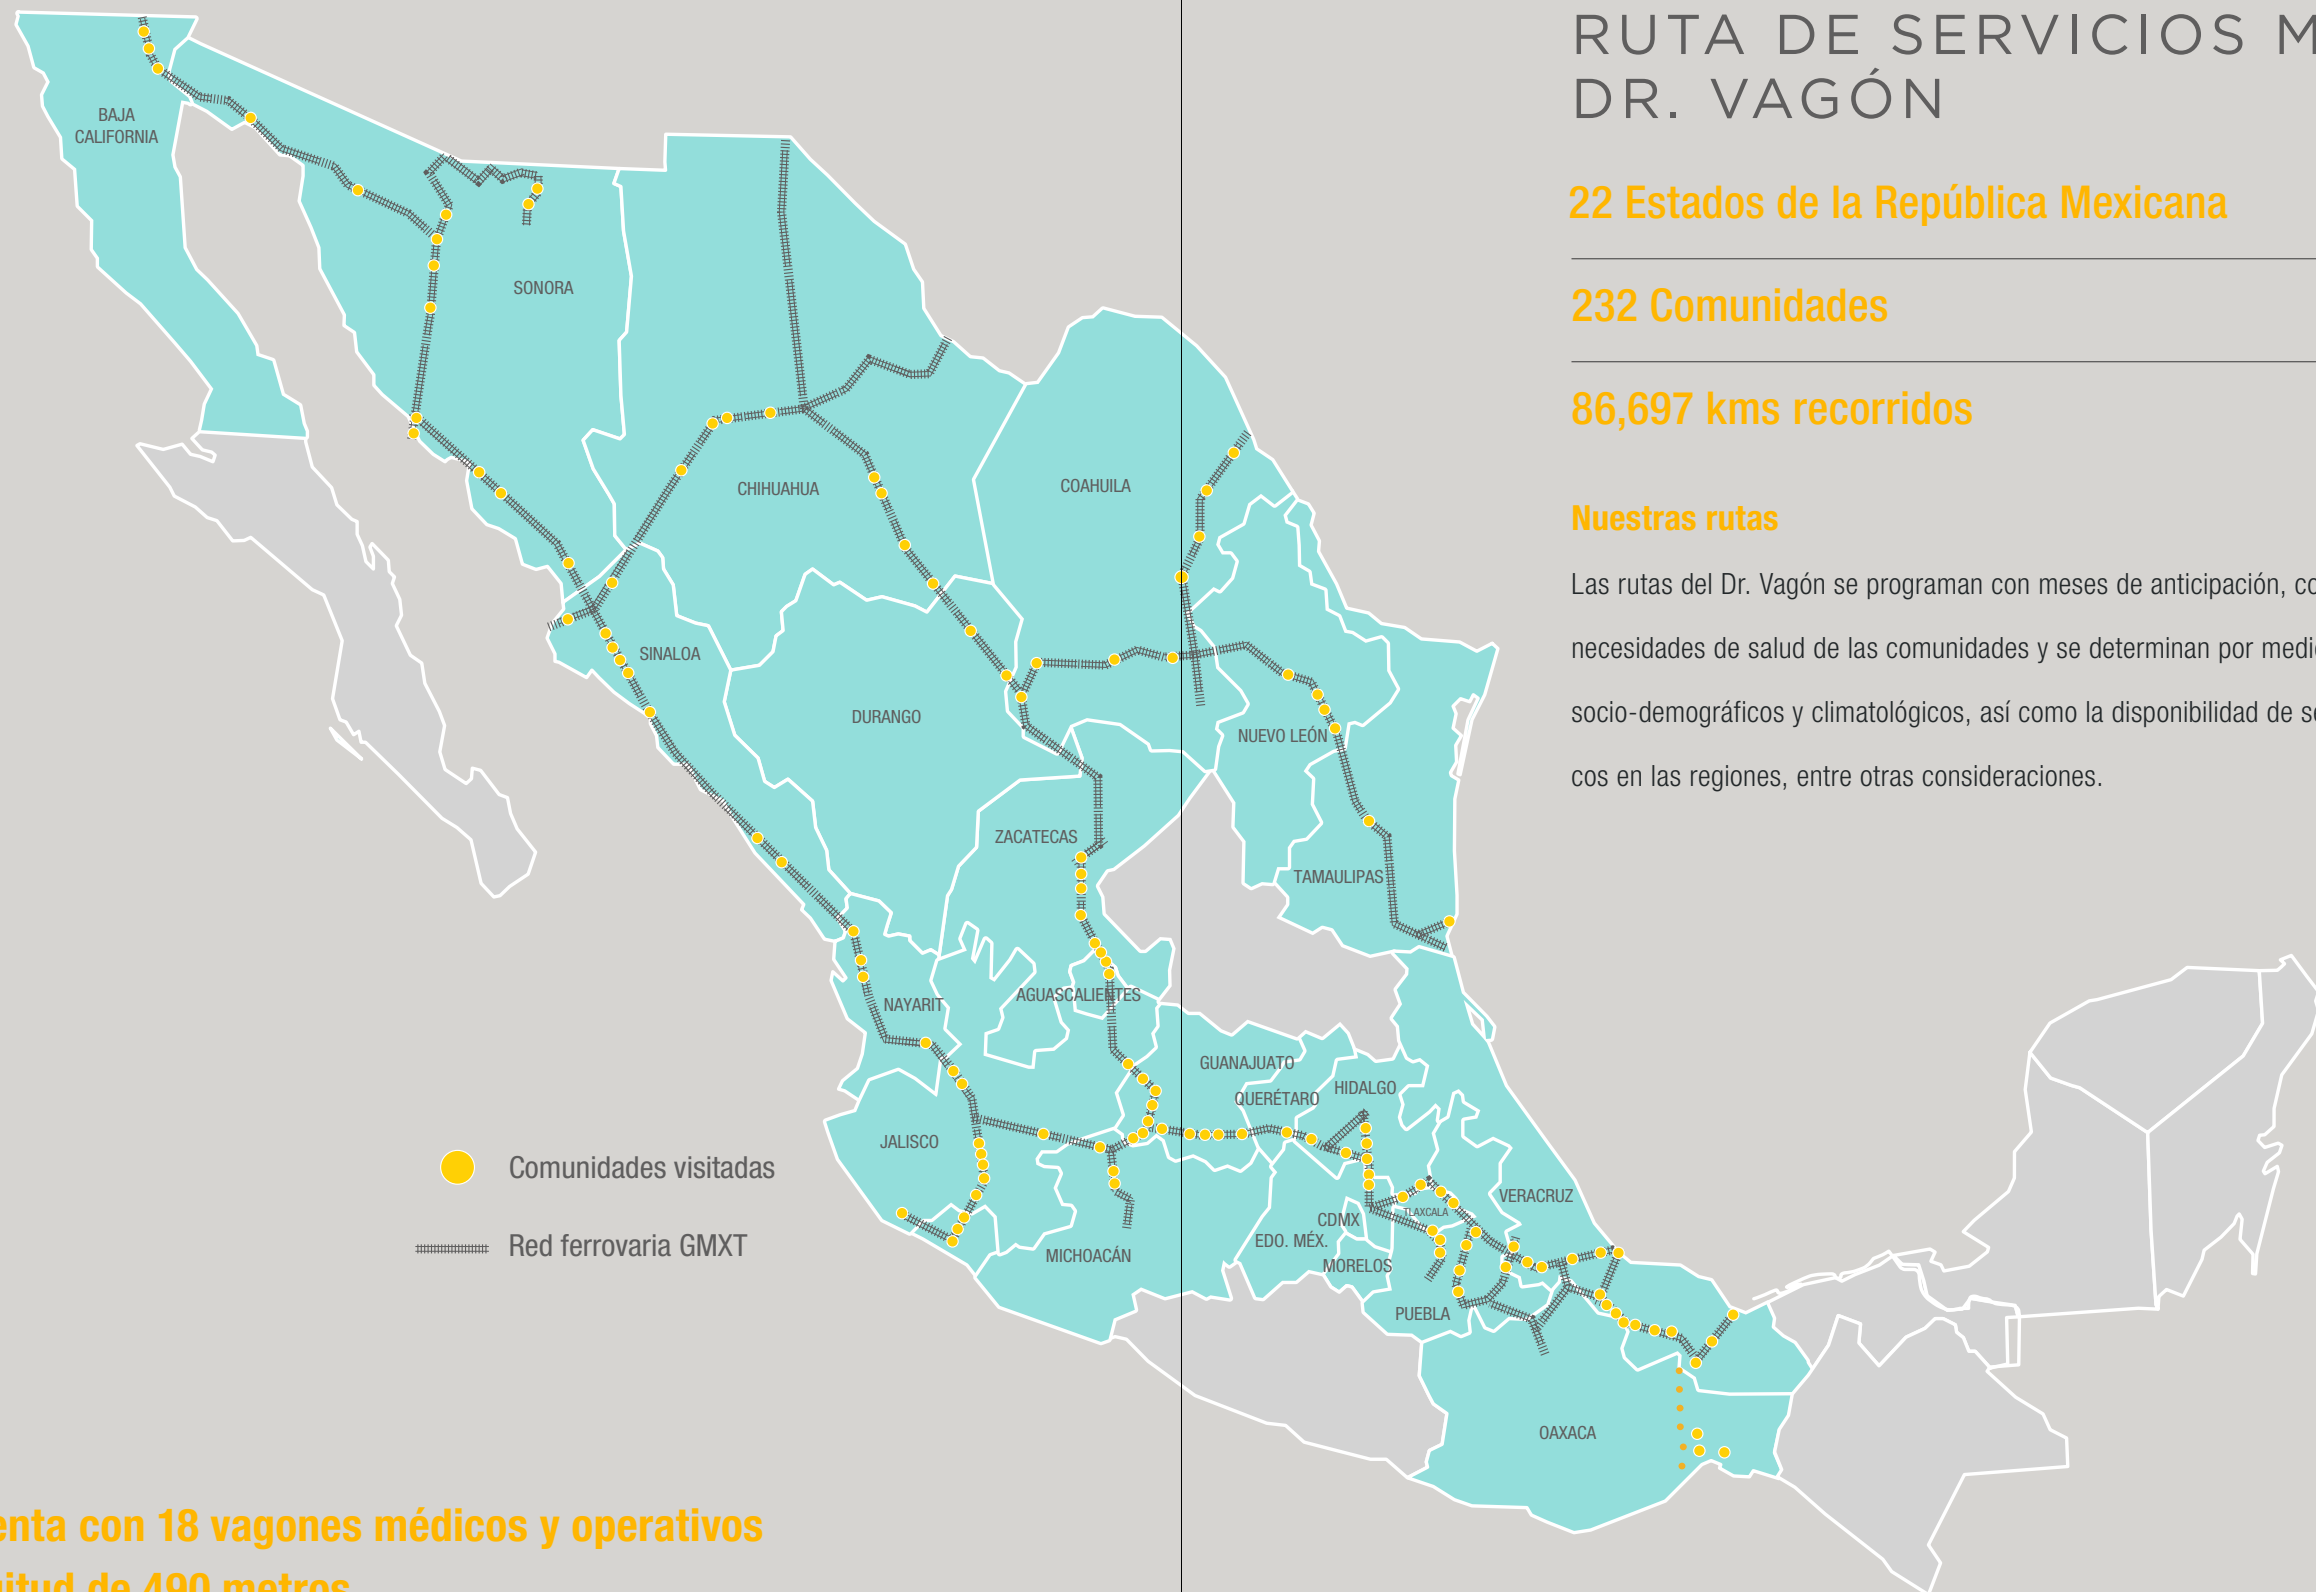 RUTA DE SERVICIOS
DR. VAGÓN
22 Estados de la República Mexicana
232 Comunidades
86,697 kms recorridos
Nuestras rutas
Las rutas del Dr. Vagón se programan con meses de anticipación,
necesidades de salud de las comunidades y se determinan por
socio-demográficos y climatológicos, así como la disponibilidad de
cos en las regiones, entre otras consideraciones.
BAJA
CALIFORNIA
SONORA
CHIHUAHUA
COAHUILA
SINALOA
DURANGO
NUEVO LEÓN
ZACATECAS
TAMAULIPAS
NAYARIT
AGUASCALIENTES
GUANAJUATO
HIDALGO
QUERÉTARO
JALISCO
VERACRUZ
TLAXCALA
CDMX
EDO. MÉX.
MICHOACÁN
MORELOS
PUEBLA
OAXACA
Comunidades visitadas
Red ferrovaria GMXT
enta con 18 vagones médicos y operativos
gitud de 490 metros